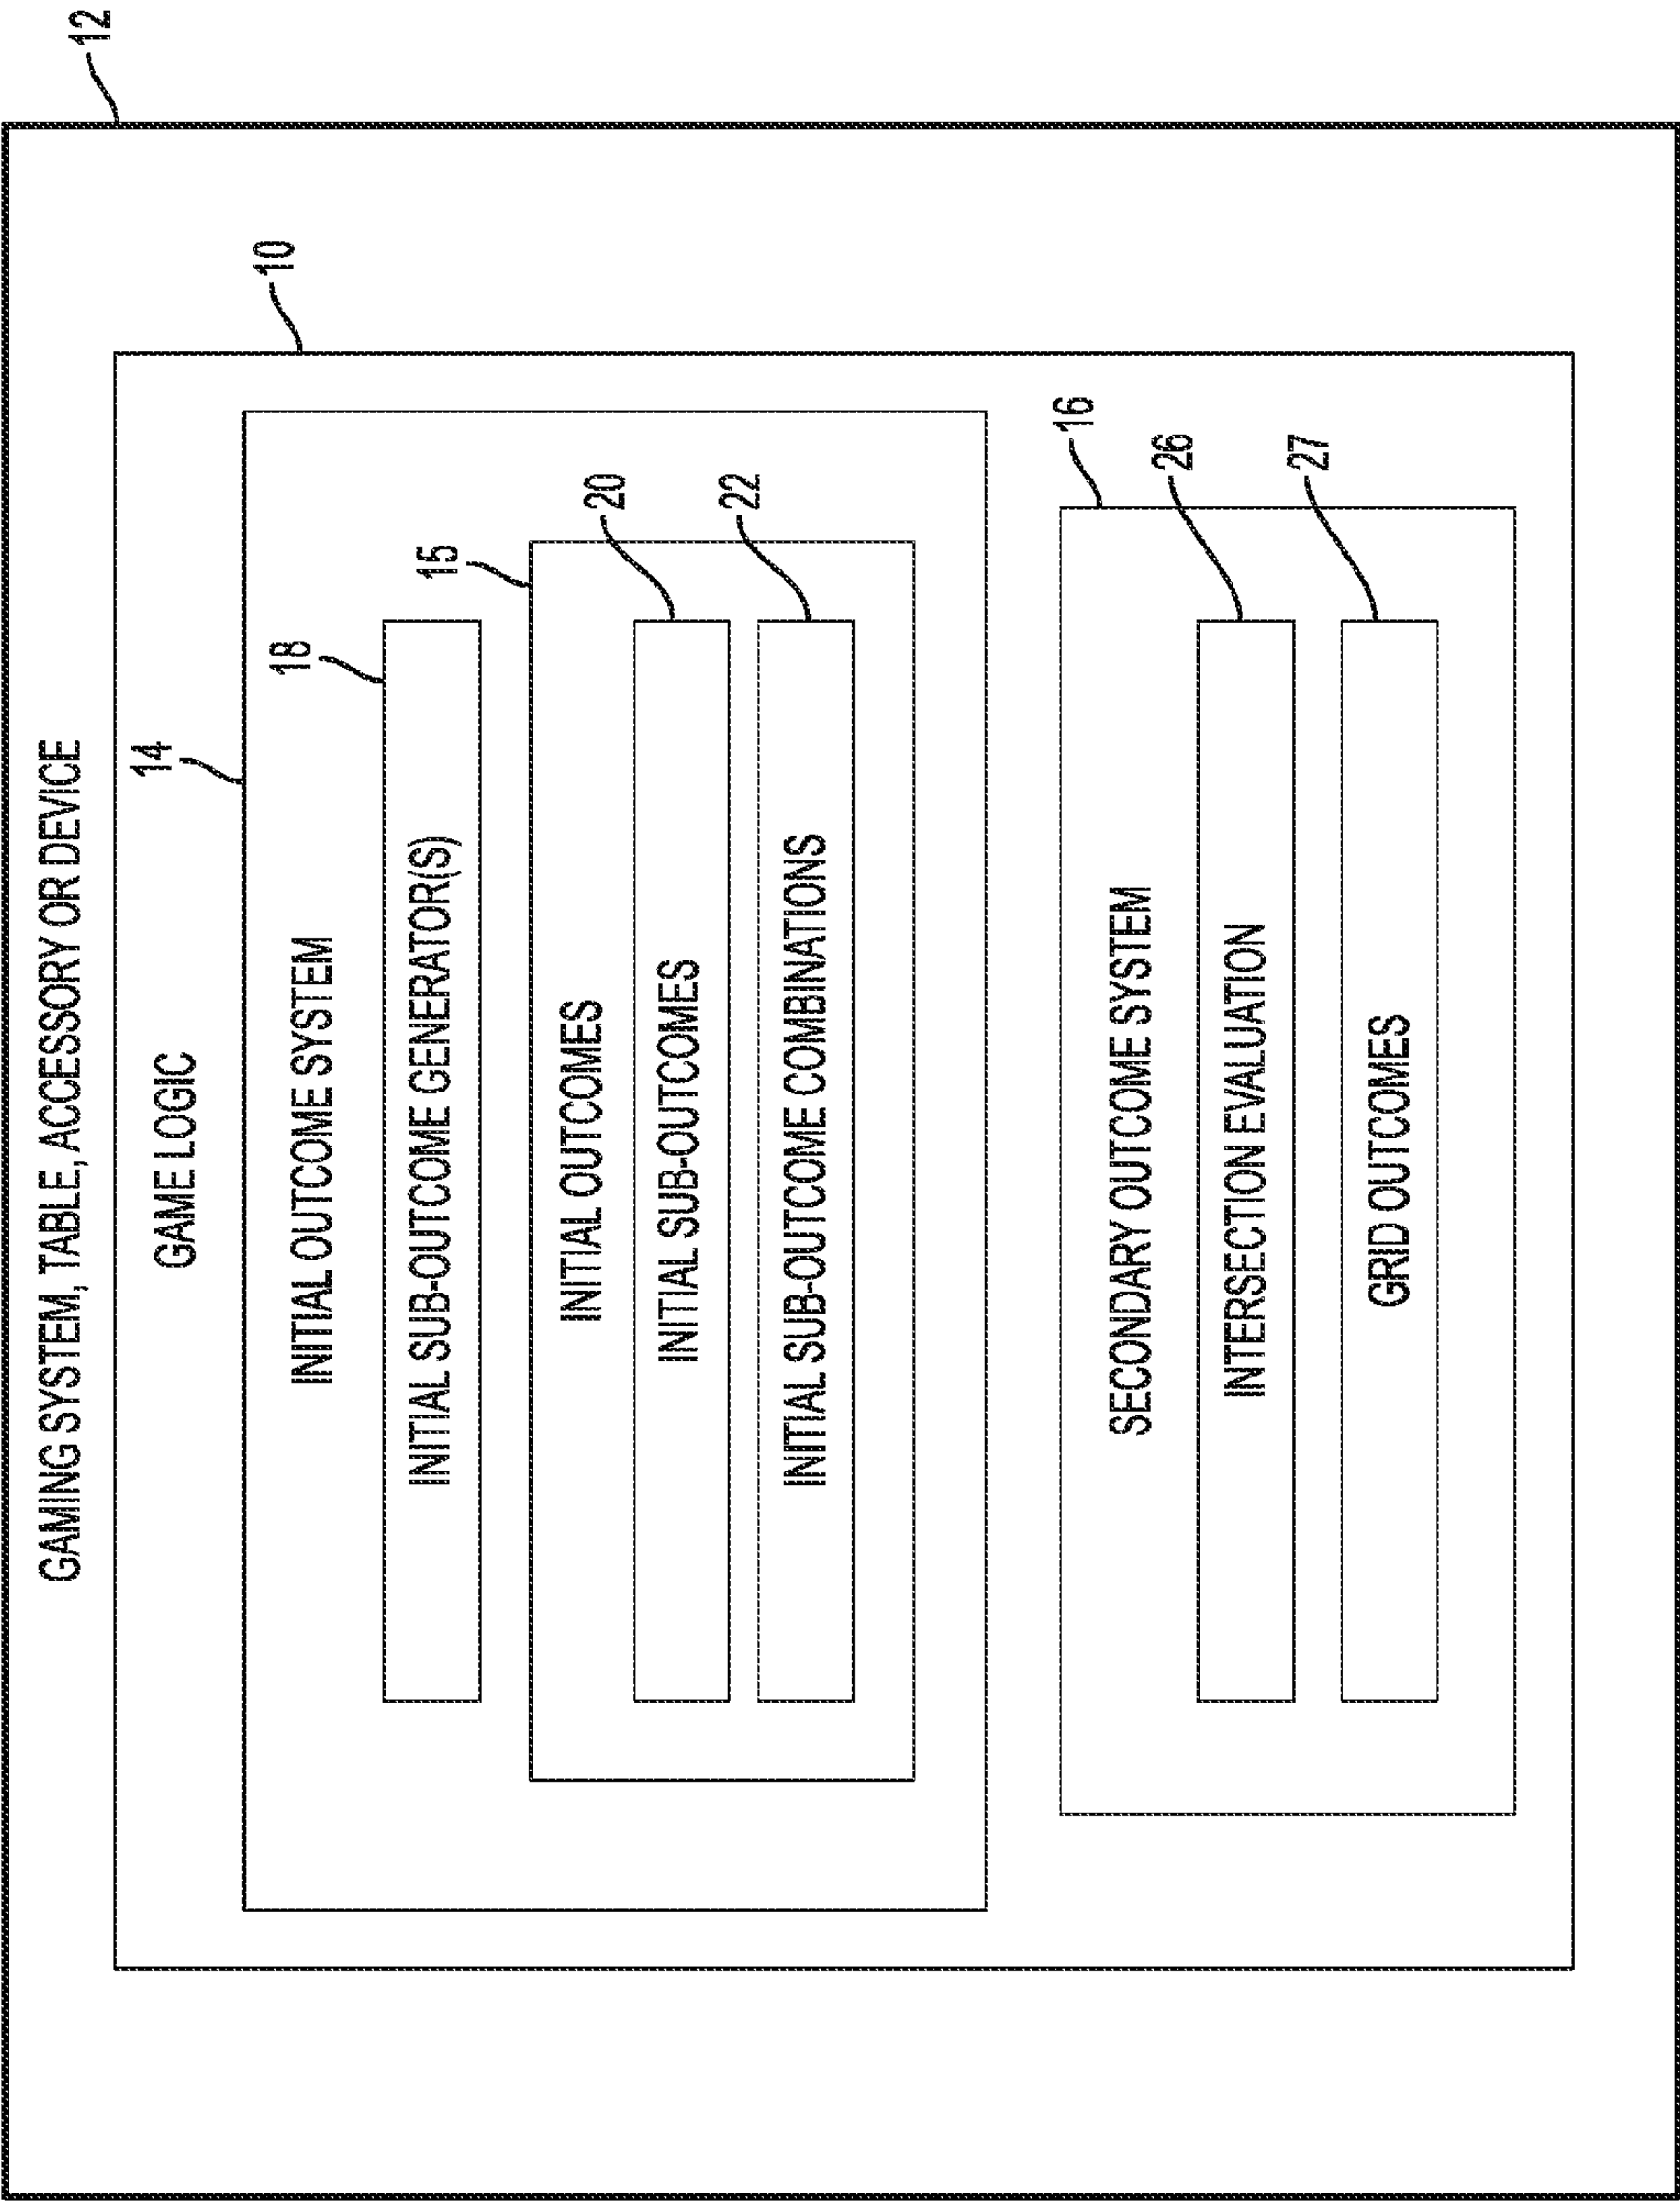 12
GAMING SYSTEM, TABLE, ACCESSORY OR DEVICE
10
GAME LOGIC
14
INITIAL OUTCOME SYSTEM
18
INITIAL SUB-OUTCOME GENERATOR(S)
15
INITIAL OUTCOMES
20
INITIAL SUB-OUTCOMES
22
INITIAL SUB-OUTCOME COMBINATIONS
16
SECONDARY OUTCOME SYSTEM
26
INTERSECTION EVALUATION
27
GRID OUTCOMES